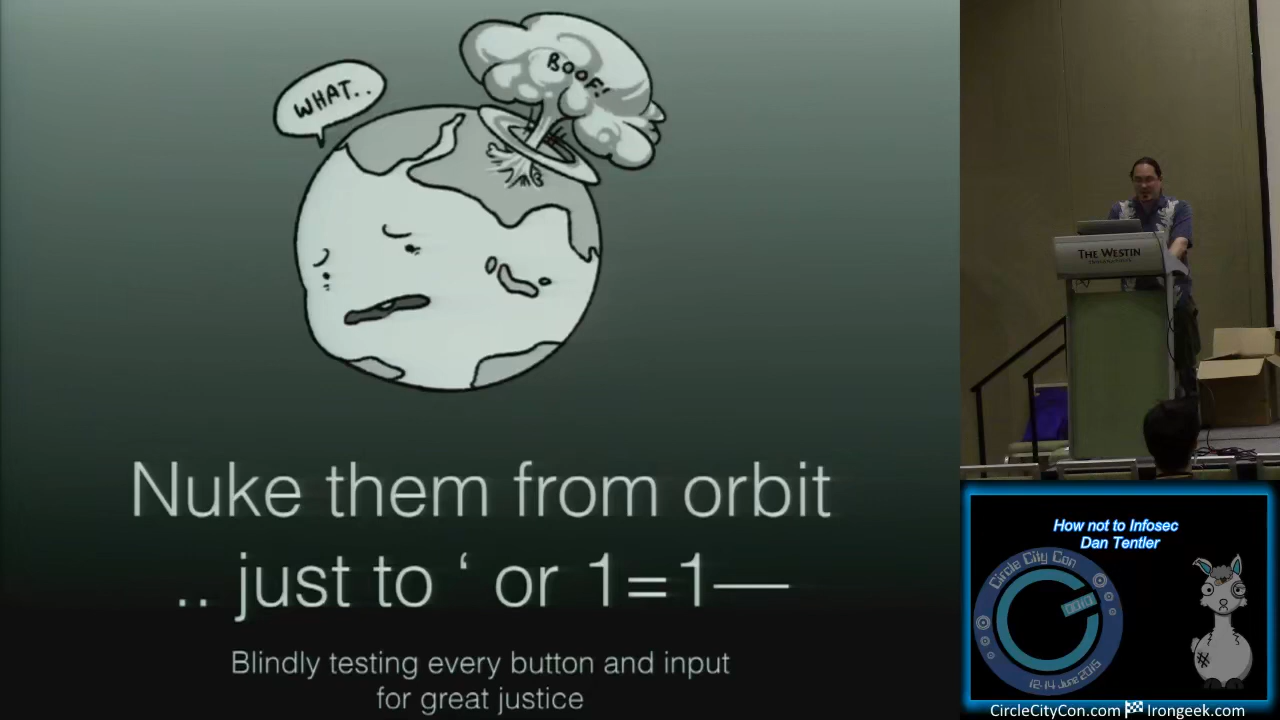 WHAT..
BOOF!
Nuke them from orbit
.. just to ‘ or 1=1—
Blindly testing every button and input
for great justice
THE WESTIN
How not to Infosec
Dan Tentler
Circle City Con
12-14 June 2015
CircleCityCon.com Irongeek.com